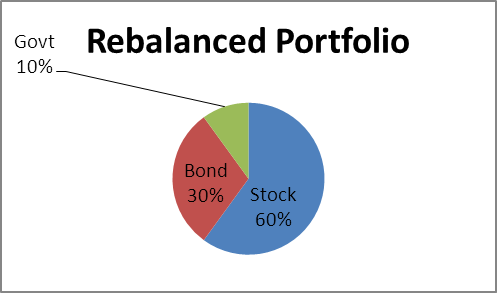 Rebalanced Portfolio
Govt
10%
Bond
30%
Stock
60%